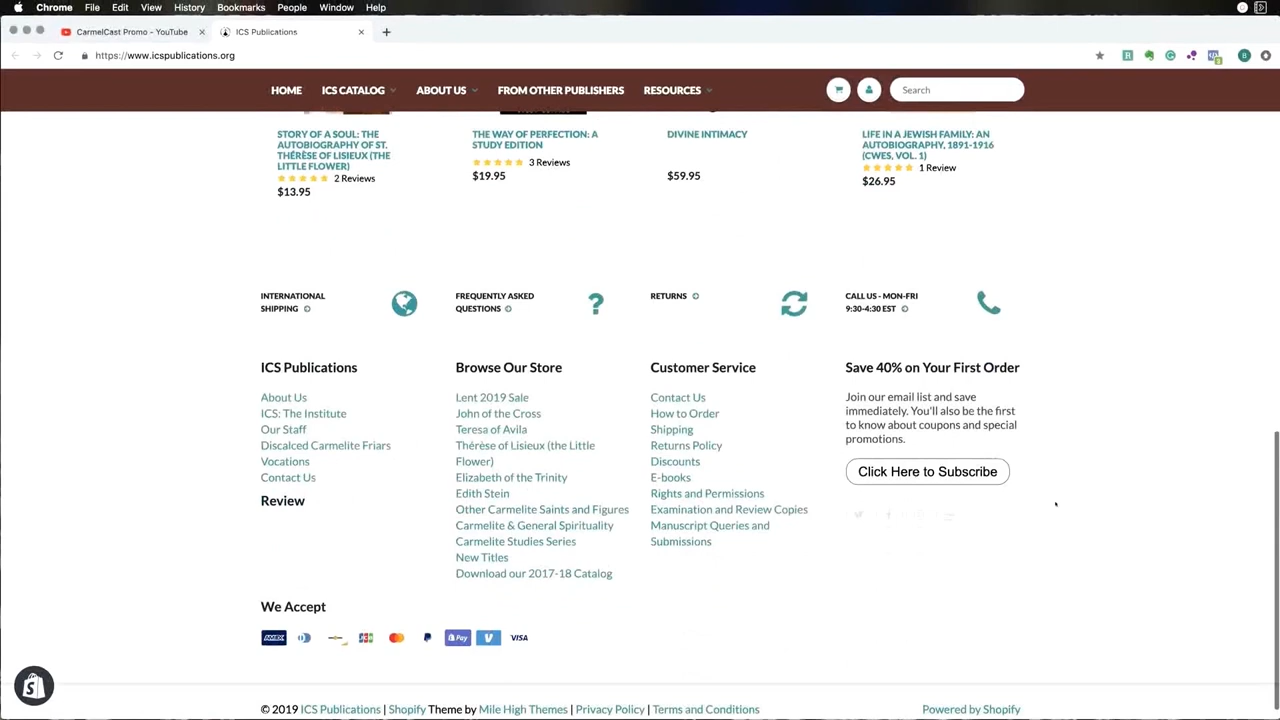 Chrome File Edit View History Bookmarks People Window Help
CarmelCast Promo - YouTube
ICS Publications
https://www.icspublications.org
HOME ICS CATALOG ABOUT US FROM OTHER PUBLISHERS RESOURCES Search
STORY OF A SOUL: THE
AUTOBIOGRAPHY OF ST.
THÉRÈSE OF LISIEUX (THE
LITTLE FLOWER)
2 Reviews
$13.95
THE WAY OF PERFECTION: A
STUDY EDITION
3 Reviews
$19.95
DIVINE INTIMACY
$59.95
LIFE IN A JEWISH FAMILY: AN
AUTOBIOGRAPHY, 1891-1916
(CWES, VOL. 1)
1 Review
$26.95
INTERNATIONAL
SHIPPING
FREQUENTLY ASKED
QUESTIONS
RETURNS
CALL US - MON-FRI
9:30-4:30 EST
ICS Publications
About Us
ICS: The Institute
Our Staff
Discalced Carmelite Friars
Vocations
Contact Us
Review
Browse Our Store
Lent 2019 Sale
John of the Cross
Teresa of Avila
Thérèse of Lisieux (the Little
Flower)
Elizabeth of the Trinity
Edith Stein
Other Carmelite Saints and Figures
Carmelite & General Spirituality
Carmelite Studies Series
New Titles
Download our 2017-18 Catalog
Customer Service
Contact Us
How to Order
Shipping
Returns Policy
Discounts
E-books
Rights and Permissions
Examination and Review Copies
Manuscript Queries and
Submissions
Save 40% on Your First Order
Join our email list and save
immediately. You'll also be the first
to know about coupons and special
promotions.
Click Here to Subscribe
We Accept
AMEX JCB Pay VISA
© 2019 ICS Publications | Shopify Theme by Mile High Themes | Privacy Policy | Terms and Conditions
Powered by Shopify